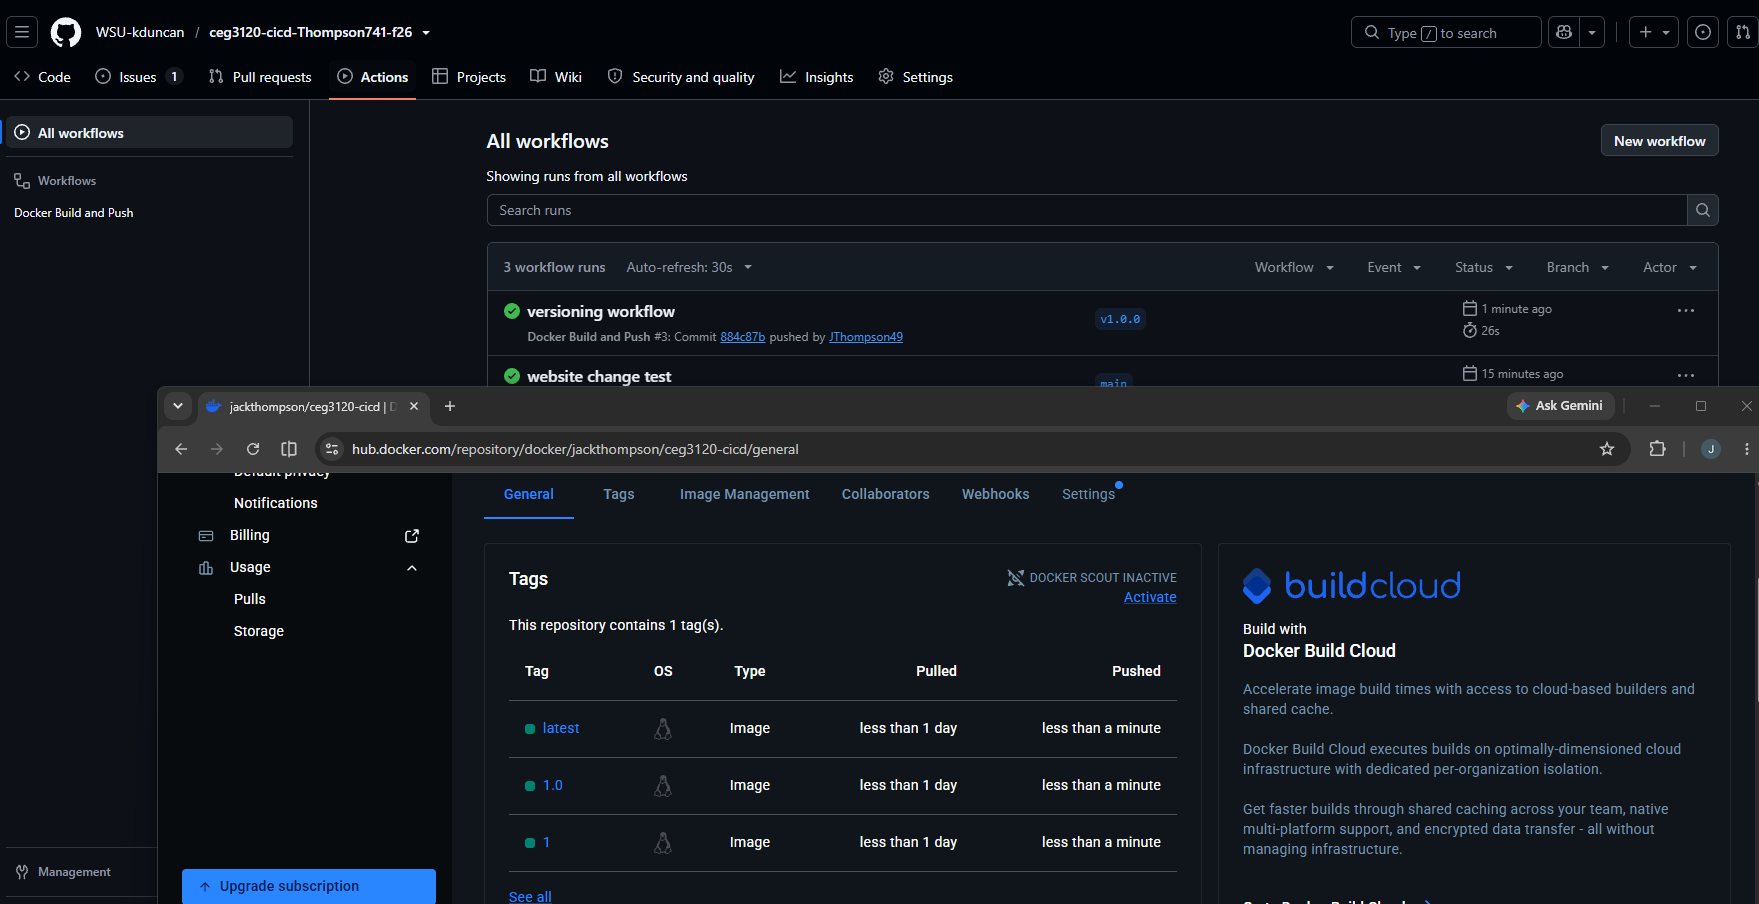 WSU-kduncan / ceg3120-cicd-Thompson741-f26
Type / to search
Code
Issues 1
Pull requests
Actions
Projects
Wiki
Security and quality
Insights
Settings
All workflows
Workflows
Docker Build and Push
Management
All workflows
New workflow
Showing runs from all workflows
Search runs
3 workflow runs
Auto-refresh: 30s
Workflow
Event
Status
Branch
Actor
versioning workflow
Docker Build and Push #3: Commit 884c87b pushed by JThompson49
v1.0.0
1 minute ago
26s
website change test
main
15 minutes ago
jackthompson/ceg3120-cicd | D
Ask Gemini
hub.docker.com/repository/docker/jackthompson/ceg3120-cicd/general
J
Default privacy
Notifications
Billing
Usage
Pulls
Storage
Upgrade subscription
General
Tags
Image Management
Collaborators
Webhooks
Settings
Tags
DOCKER SCOUT INACTIVE
Activate
This repository contains 1 tag(s).
Tag OS Type Pulled Pushed
latest Image less than 1 day less than a minute
1.0 Image less than 1 day less than a minute
1 Image less than 1 day less than a minute
See all
buildcloud
Build with
Docker Build Cloud
Accelerate image build times with access to cloud-based builders and
shared cache.
Docker Build Cloud executes builds on optimally-dimensioned cloud
infrastructure with dedicated per-organization isolation.
Get faster builds through shared caching across your team, native
multi-platform support, and encrypted data transfer - all without
managing infrastructure.
Go to Docker Build Cloud